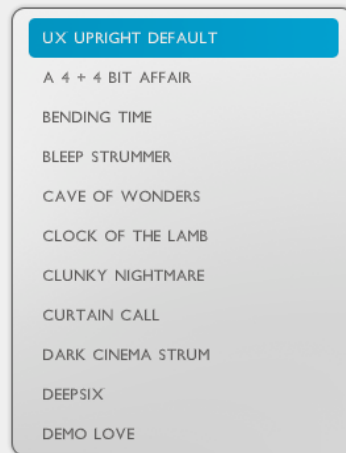 UX UPRIGHT DEFAULT
A 4 + 4 BIT AFFAIR
BENDING TIME
BLEEP STRUMMER
CAVE OF WONDERS
CLOCK OF THE LAMB
CLUNKY NIGHTMARE
CURTAIN CALL
DARK CINEMA STRUM
DEEPSIX
DEMO LOVE